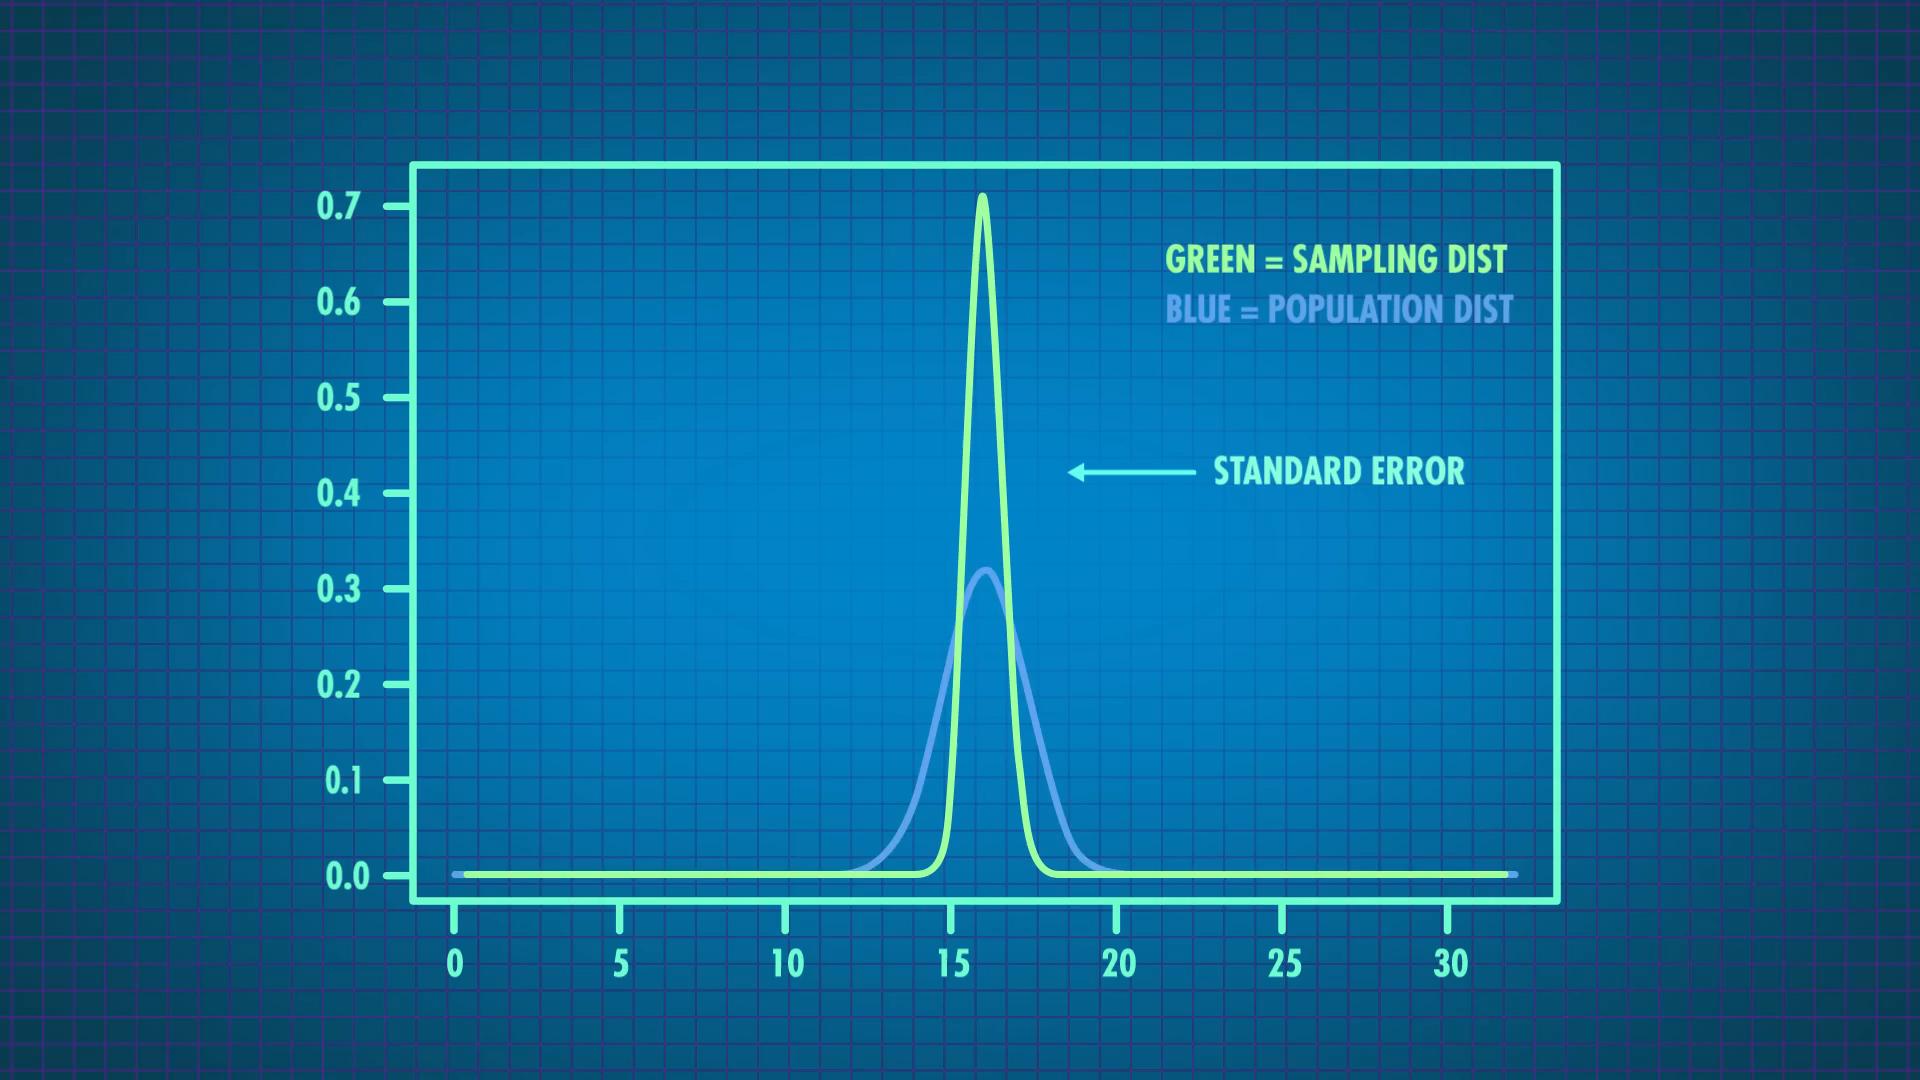 0.7
0.6
0.5
0.4
0.3
0.2
0.1
0.0
GREEN = SAMPLING DIST
BLUE = POPULATION DIST
STANDARD ERROR
0 5 10 15 20 25 30